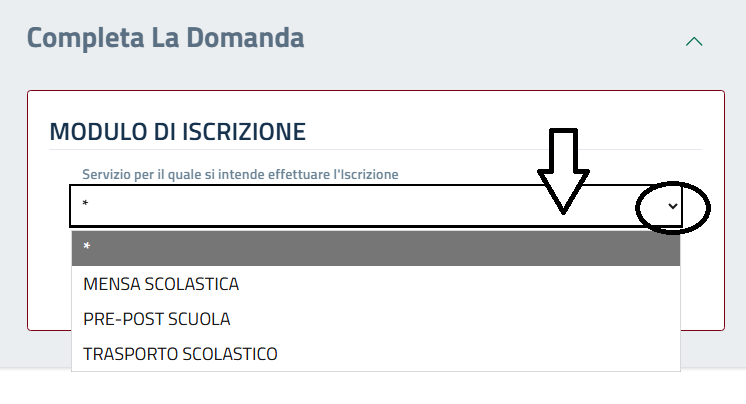 Completa La Domanda
MODULO DI ISCRIZIONE
Servizio per il quale si intende effettuare l'Iscrizione
*
*
MENSA SCOLASTICA
PRE-POST SCUOLA
TRASPORTO SCOLASTICO